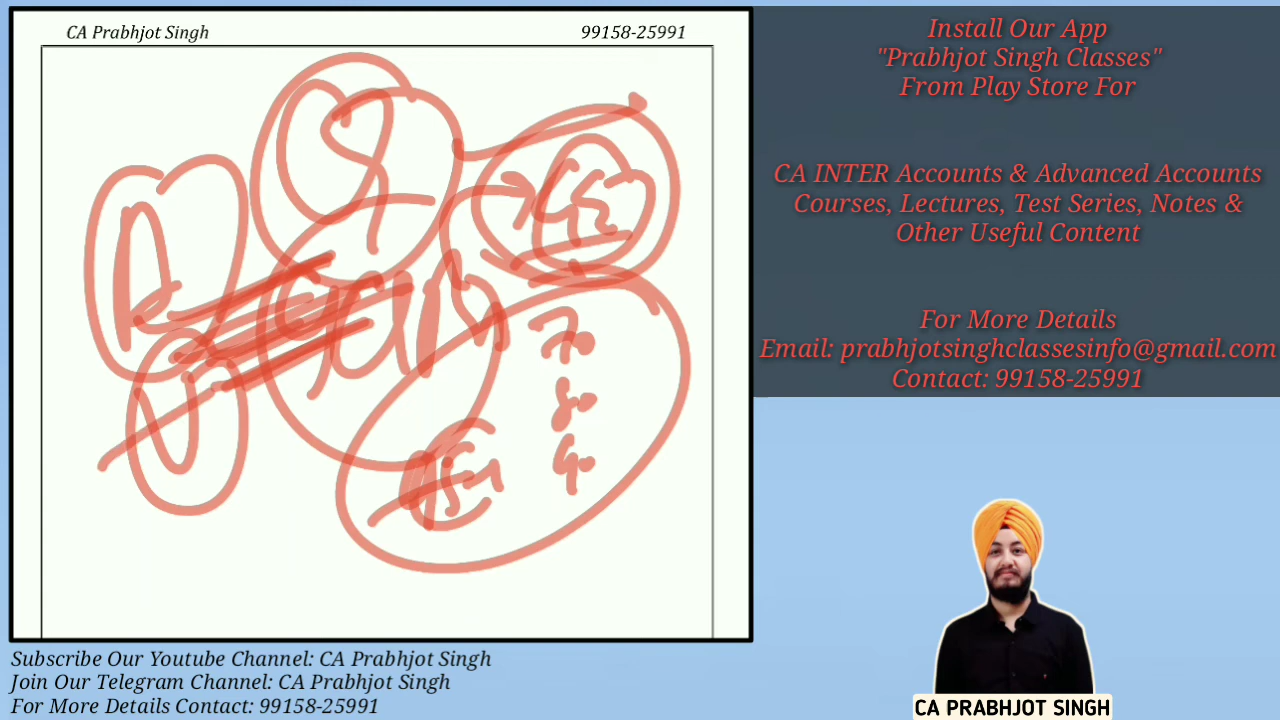 CA Prabhjot Singh
99158-25991
70
80
90
Install Our App
"Prabhjot Singh Classes"
From Play Store For
CA INTER Accounts & Advanced Accounts
Courses, Lectures, Test Series, Notes &
Other Useful Content
For More Details
Email: prabhjotsinghclassesinfo@gmail.com
Contact: 99158-25991
Subscribe Our Youtube Channel: CA Prabhjot Singh
Join Our Telegram Channel: CA Prabhjot Singh
For More Details Contact: 99158-25991
CA PRABHJOT SINGH